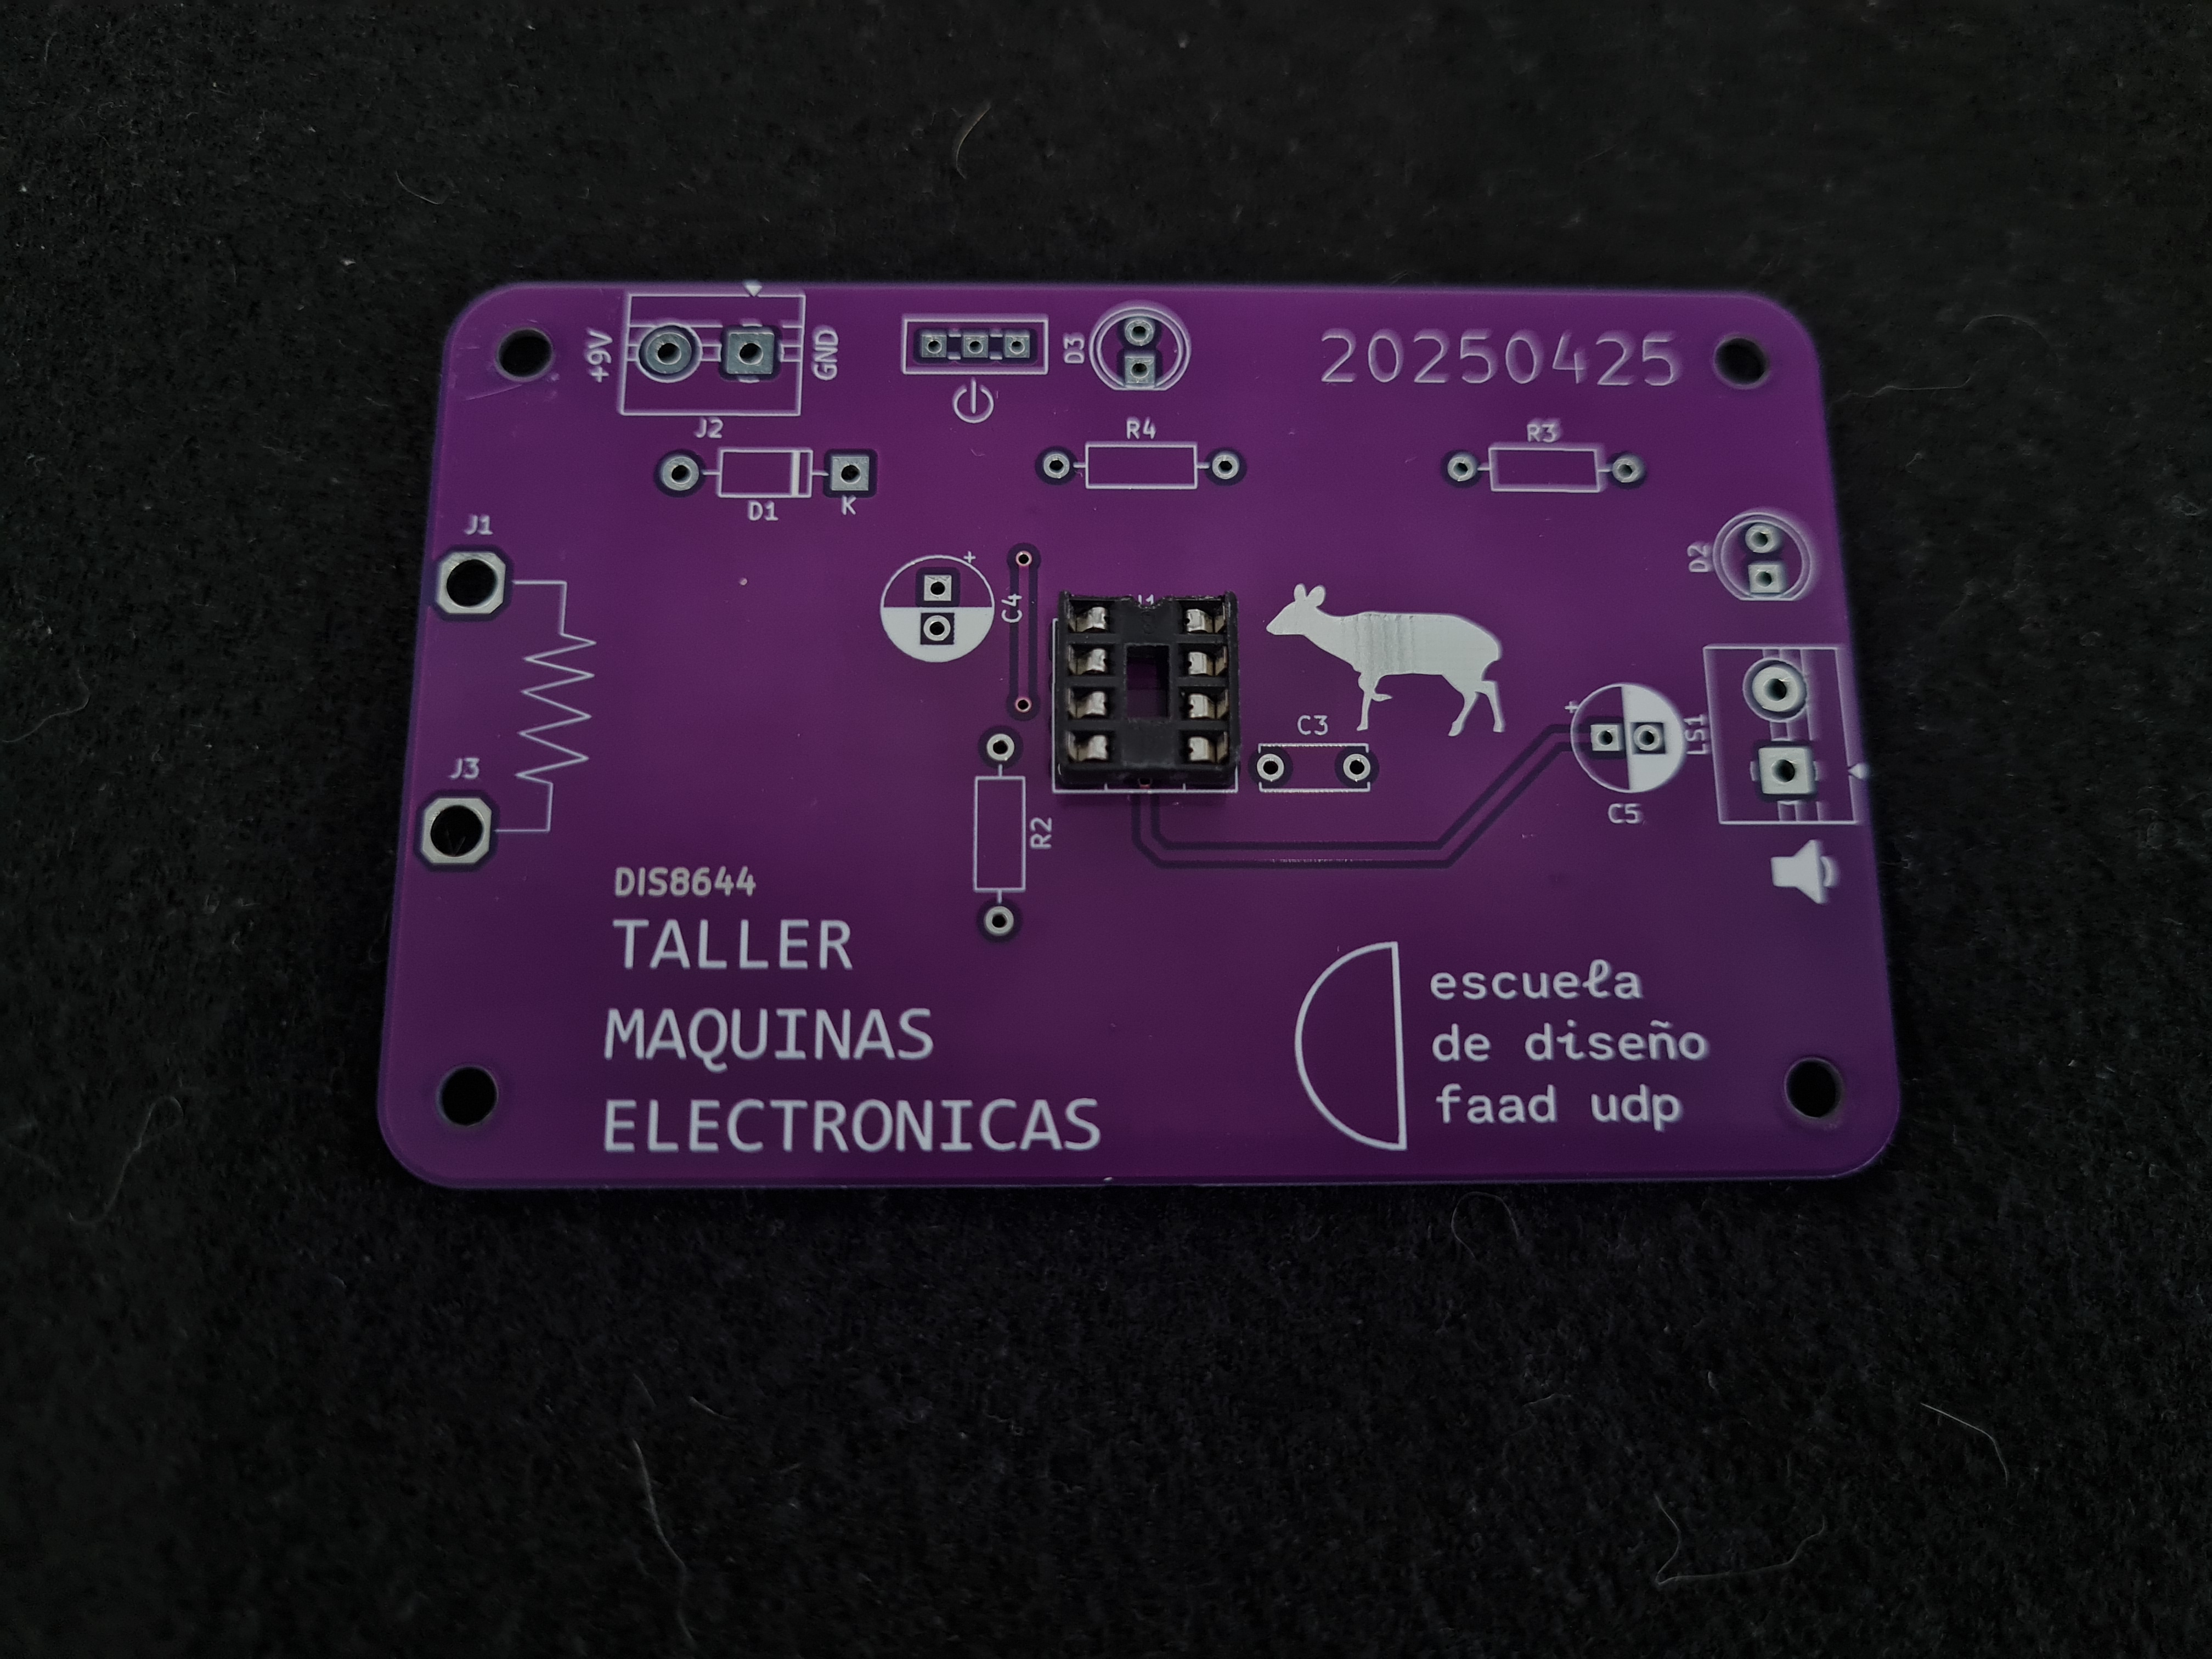 +9V
GND
J2
D3
20250425
D1
K
R4
R3
J1
D2
+
C4
J3
R2
C3
+
C5
LS1
DIS8644
TALLER
MAQUINAS
ELECTRONICAS
escuela
de diseño
faad udp